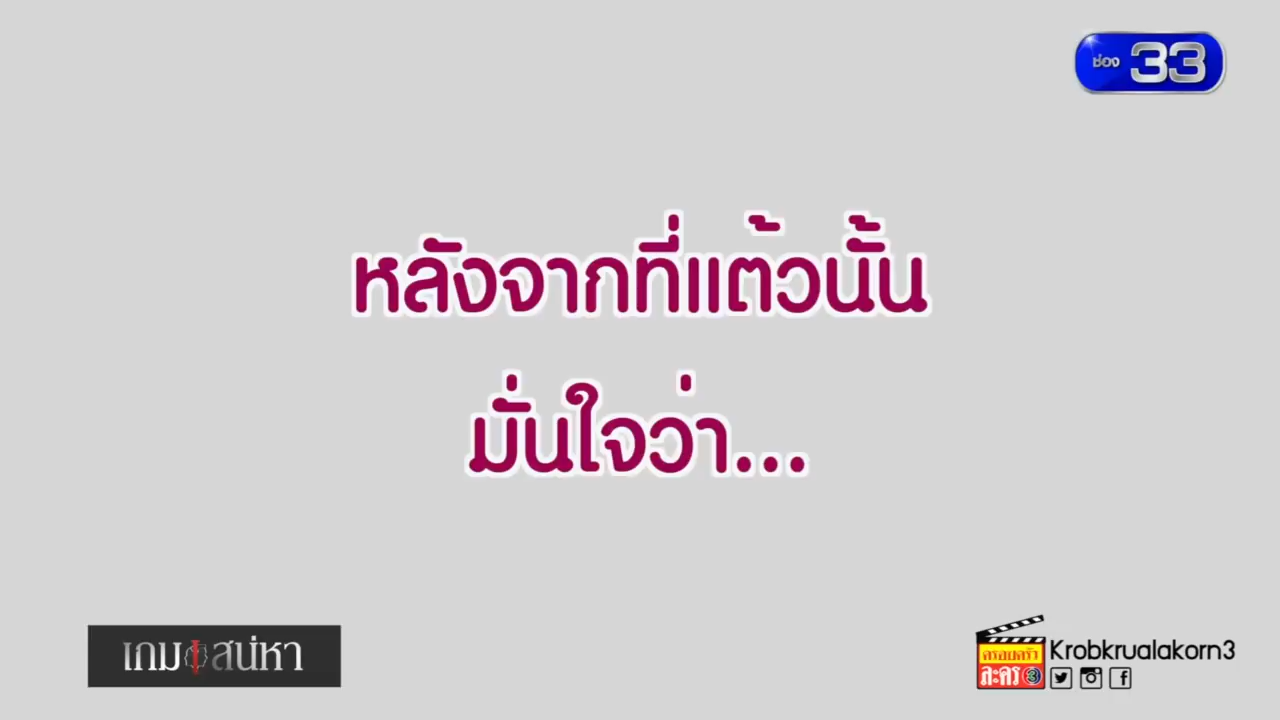 ช่อง 33
หลังจากที่แต้วนั้น
มั่นใจว่า...
เกมเสน่หา
ครอบครัว
ละคร 3
Krobkrualakorn3